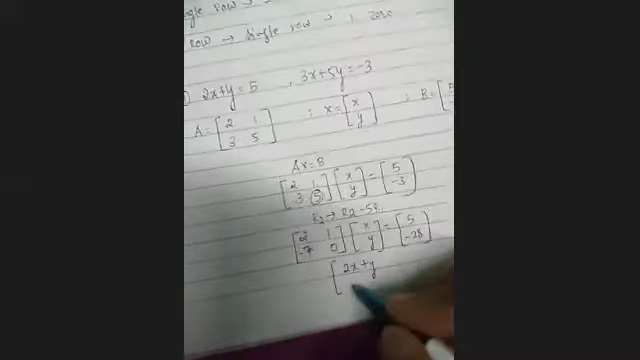 Row → Single row → 1 zero
2x+y=5 , 3x+5y=-3
A=[2 1 ; x=[x ; B=[
3 5] y]
AX=B
[2 1 [x = [5
3 5] y] -3]
R2→R2-5R1
[2 1 [x = [5
-7 0] y] -28]
[2x+y